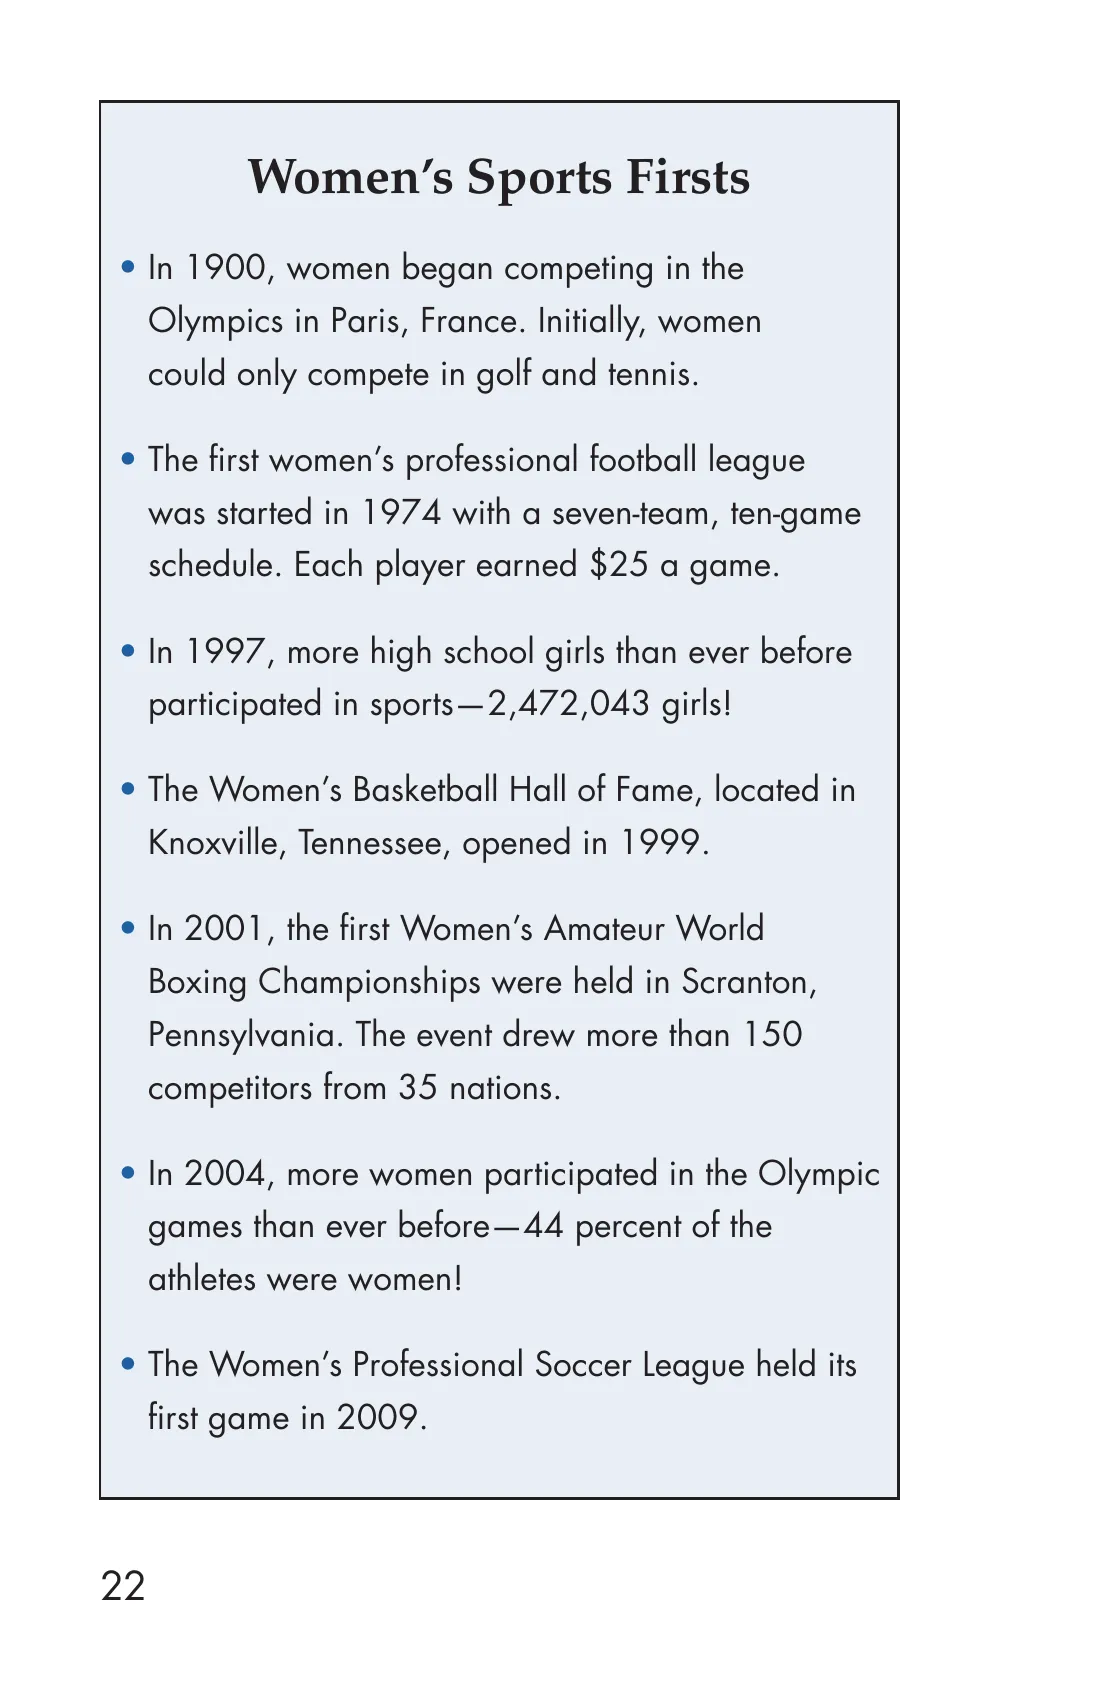 Women’s Sports Firsts
• In 1900, women began competing in the
Olympics in Paris, France. Initially, women
could only compete in golf and tennis.
• The first women’s professional football league
was started in 1974 with a seven-team, ten-game
schedule. Each player earned $25 a game.
• In 1997, more high school girls than ever before
participated in sports—2,472,043 girls!
• The Women’s Basketball Hall of Fame, located in
Knoxville, Tennessee, opened in 1999.
• In 2001, the first Women’s Amateur World
Boxing Championships were held in Scranton,
Pennsylvania. The event drew more than 150
competitors from 35 nations.
• In 2004, more women participated in the Olympic
games than ever before—44 percent of the
athletes were women!
• The Women’s Professional Soccer League held its
first game in 2009.
22